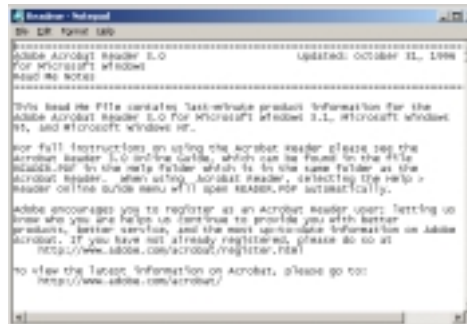 Readme - Notepad
File Edit Format Help
Adobe Acrobat Reader 3.0 Updated: October 31, 1996
for Microsoft Windows
Read Me Notes
This Read Me file contains last-minute product information for the
Adobe Acrobat Reader 3.0 for Microsoft Windows 3.1, Microsoft Windows
95, and Microsoft Windows NT.
For full instructions on using the Acrobat Reader please see the
Acrobat Reader 3.0 Online Guide, which can be found in the file
READER.PDF in the Help folder which is in the same folder as the
Acrobat Reader. When using Acrobat Reader, selecting the Help >
Reader Online Guide menu will open READER.PDF automatically.
Adobe encourages you to register as an Acrobat Reader user; letting us
know who you are helps us continue to provide you with better
products, better service, and the most up-to-date information on Adobe
Acrobat. If you have not already registered, please do so at
http://www.adobe.com/acrobat/register.html
To view the latest information on Acrobat, please go to:
http://www.adobe.com/acrobat/